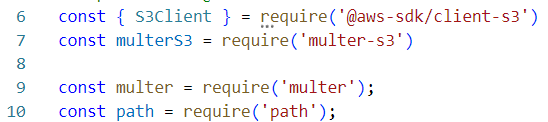 6 const { S3Client } = require('@aws-sdk/client-s3')
7 const multerS3 = require('multer-s3')
8
9 const multer = require('multer');
10 const path = require('path');